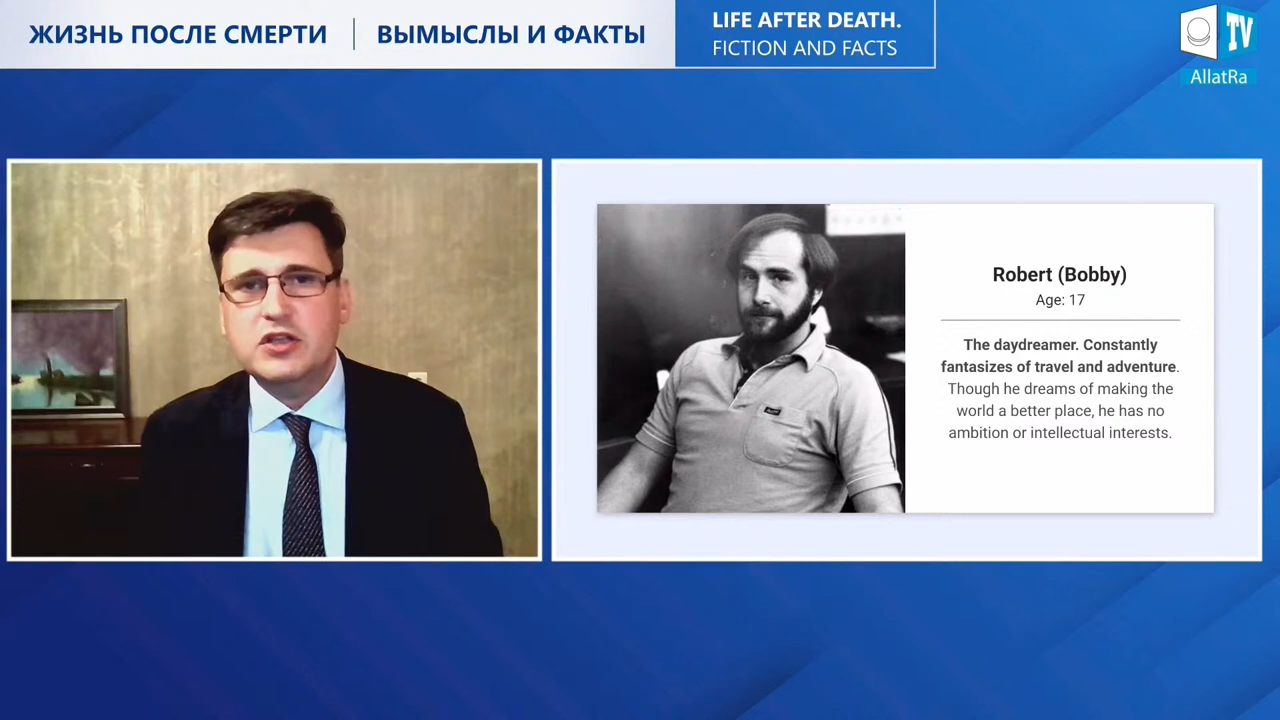 ЖИЗНЬ ПОСЛЕ СМЕРТИ
ВЫМЫСЛЫ И ФАКТЫ
LIFE AFTER DEATH.
FICTION AND FACTS
TV
AllatRa
Robert (Bobby)
Age: 17
The daydreamer. Constantly
fantasizes of travel and adventure.
Though he dreams of making the
world a better place, he has no
ambition or intellectual interests.